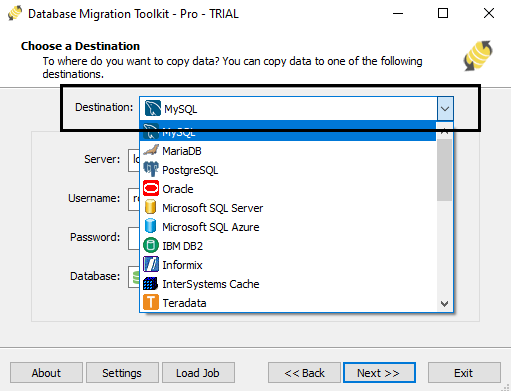 Database Migration Toolkit - Pro - TRIAL
Choose a Destination
To where do you want to copy data? You can copy data to one of the following
destinations.
Destination: MySQL
MySQL
MariaDB
Server: lo
PostgreSQL
Oracle
Username: ro
Microsoft SQL Server
Microsoft SQL Azure
Password:
IBM DB2
Informix
Database:
InterSystems Cache
Teradata
About Settings Load Job << Back Next >> Exit